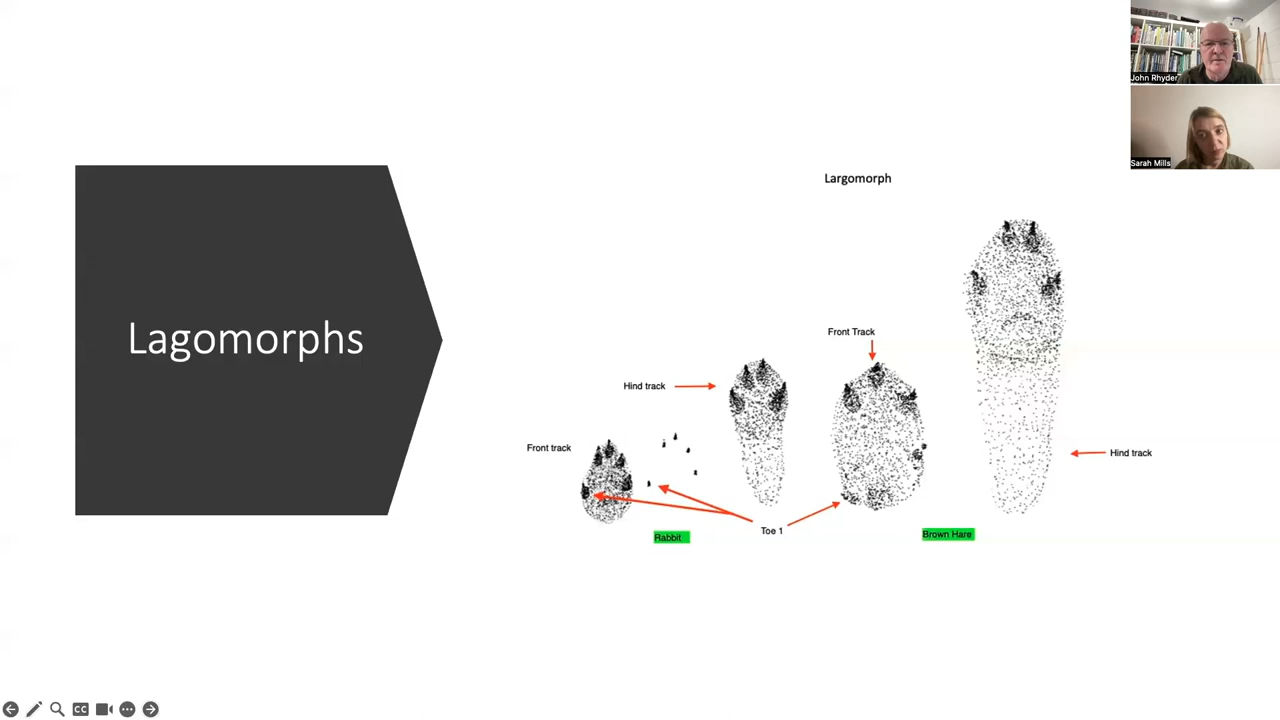 John Rhyder
Sarah Mills
Lagomorphs
Largomorph
Front Track
Hind track
Front track
Hind track
Toe 1
Rabbit
Brown Hare
CC